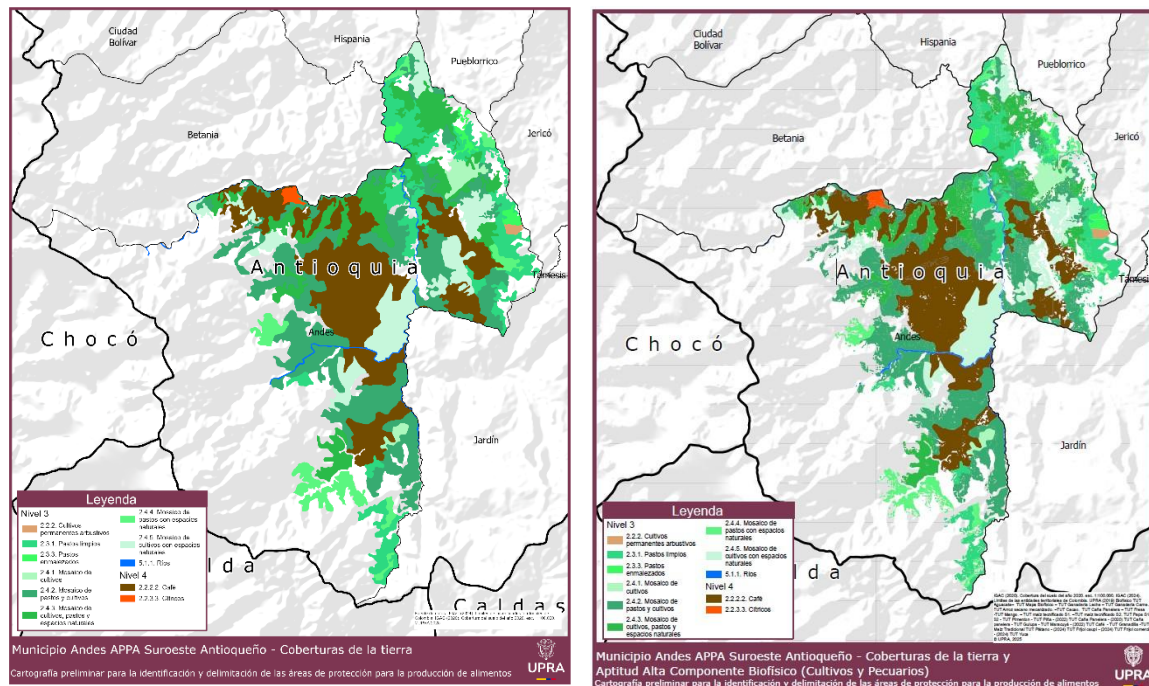 Ciudad
Bolívar
Hispania
Pueblorrico
Betania
Jericó
Antioquia
Támesis
Chocó
Andes
Jardín
Caldas
Leyenda
Nivel 3
2.2.2. Cultivos
permanentes arbustivos
2.3.1. Pastos limpios
2.3.3. Pastos
enmalezados
2.4.1. Mosaico de
cultivos
2.4.2. Mosaico de
pastos y cultivos
2.4.3. Mosaico de
cultivos, pastos y
espacios naturales
2.4.4. Mosaico de
pastos con espacios
naturales
2.4.5. Mosaico de
cultivos con espacios
naturales
5.1.1. Ríos
Nivel 4
2.2.2.2. Café
2.2.3.3. Cítricos
Municipio Andes APPA Suroeste Antioqueño - Coberturas de la tierra
Cartografía preliminar para la identificación y delimitación de las áreas de protección para la producción de alimentos
UPRA
Ciudad
Bolívar
Hispania
Pueblorrico
Betania
Jericó
Antioquia
Támesis
Chocó
Andes
Jardín
Leyenda
Nivel 3
2.2.2. Cultivos
permanentes arbustivos
2.3.1. Pastos limpios
2.3.3. Pastos
enmalezados
2.4.1. Mosaico de
cultivos
2.4.2. Mosaico de
pastos y cultivos
2.4.3. Mosaico de
cultivos, pastos y
espacios naturales
2.4.4. Mosaico de
pastos con espacios
naturales
2.4.5. Mosaico de
cultivos con espacios
naturales
5.1.1. Ríos
Nivel 4
2.2.2.2. Café
2.2.3.3. Cítricos
Municipio Andes APPA Suroeste Antioqueño - Coberturas de la tierra y
Aptitud Alta Componente Biofísico (Cultivos y Pecuarios)
Cartografía preliminar para la identificación y delimitación de las áreas de protección para la producción de alimentos
UPRA